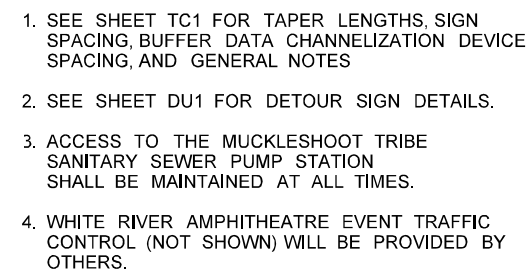 1. SEE SHEET TC1 FOR TAPER LENGTHS, SIGN
SPACING, BUFFER DATA CHANNELIZATION DEVICE
SPACING, AND GENERAL NOTES
2. SEE SHEET DU1 FOR DETOUR SIGN DETAILS.
3. ACCESS TO THE MUCKLESHOOT TRIBE
SANITARY SEWER PUMP STATION
SHALL BE MAINTAINED AT ALL TIMES.
4. WHITE RIVER AMPHITHEATRE EVENT TRAFFIC
CONTROL (NOT SHOWN) WILL BE PROVIDED BY
OTHERS.